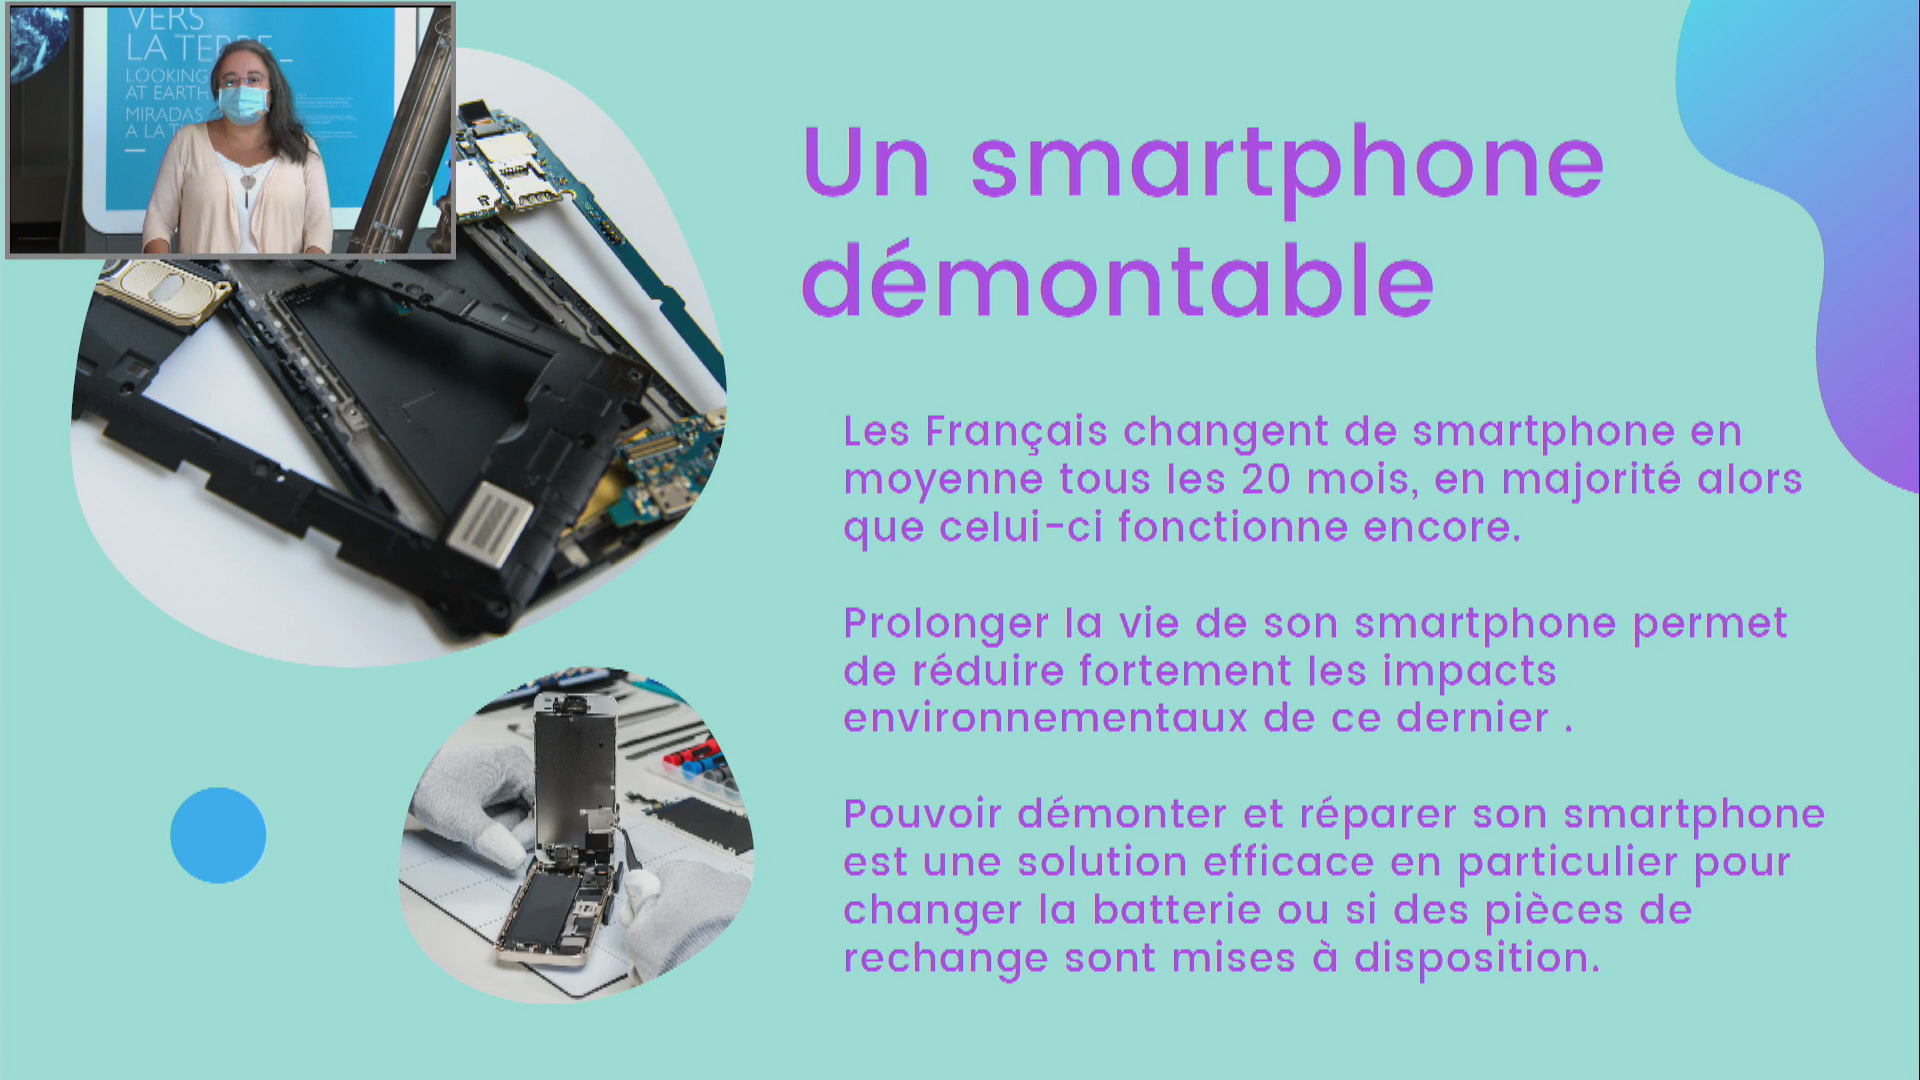 VERS
LA TERRE_
LOOKING
AT EARTH
MIRADAS
A LA
Un smartphone
démontable
Les Français changent de smartphone en
moyenne tous les 20 mois, en majorité alors
que celui-ci fonctionne encore.
Prolonger la vie de son smartphone permet
de réduire fortement les impacts
environnementaux de ce dernier .
Pouvoir démonter et réparer son smartphone
est une solution efficace en particulier pour
changer la batterie ou si des pièces de
rechange sont mises à disposition.